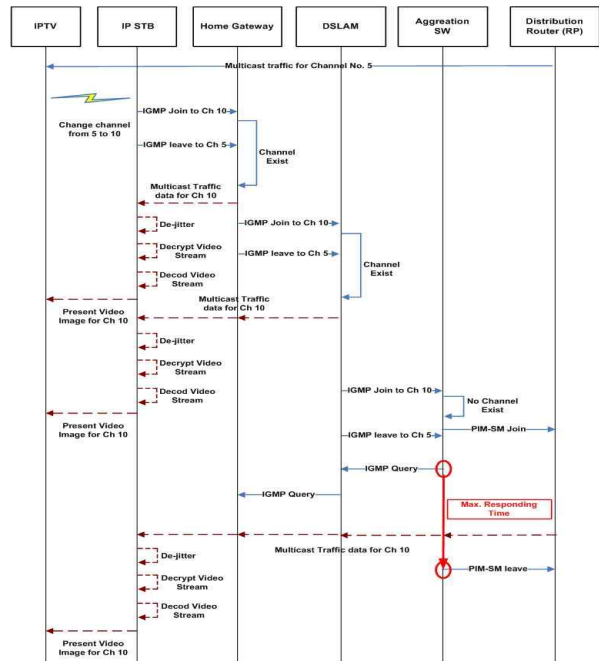 IPTV
IP STB
Home Gateway
DSLAM
Aggreation
SW
Distribution
Router (RP)
Multicast traffic for Channel No. 5
Change channel
from 5 to 10
IGMP Join to Ch 10
IGMP leave to Ch 5
Channel
Exist
Multicast Traffic
data for Ch 10
De-jitter
Decrypt Video
Stream
Decod Video
Stream
Present Video
Image for Ch 10
IGMP Join to Ch 10
IGMP leave to Ch 5
Channel
Exist
Multicast Traffic
data for Ch 10
De-jitter
Decrypt Video
Stream
Decod Video
Stream
Present Video
Image for Ch 10
IGMP Join to Ch 10
No Channel
Exist
IGMP leave to Ch 5
PIM-SM Join
IGMP Query
IGMP Query
Max. Responding
Time
Multicast Traffic data for Ch 10
De-jitter
PIM-SM leave
Decrypt Video
Stream
Decod Video
Stream
Present Video
Image for Ch 10